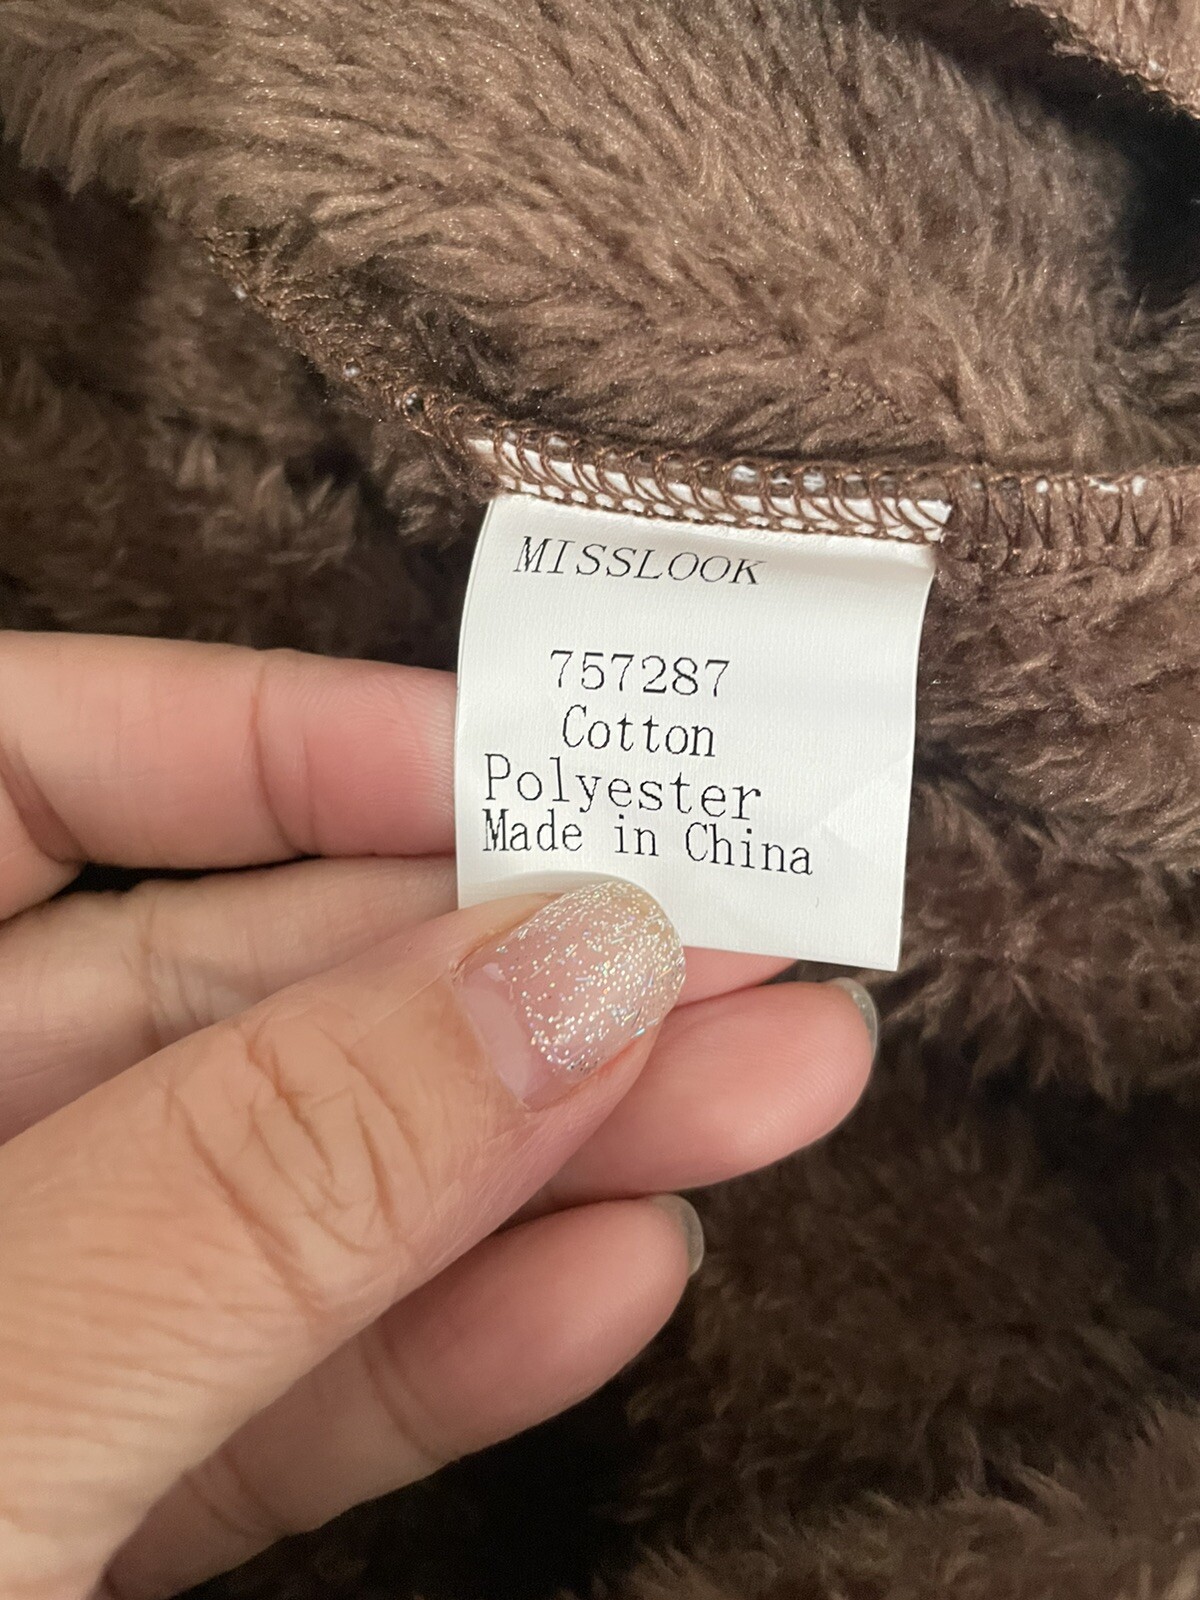 MISSLOOK
757287
Cotton
Polyester
Made in China